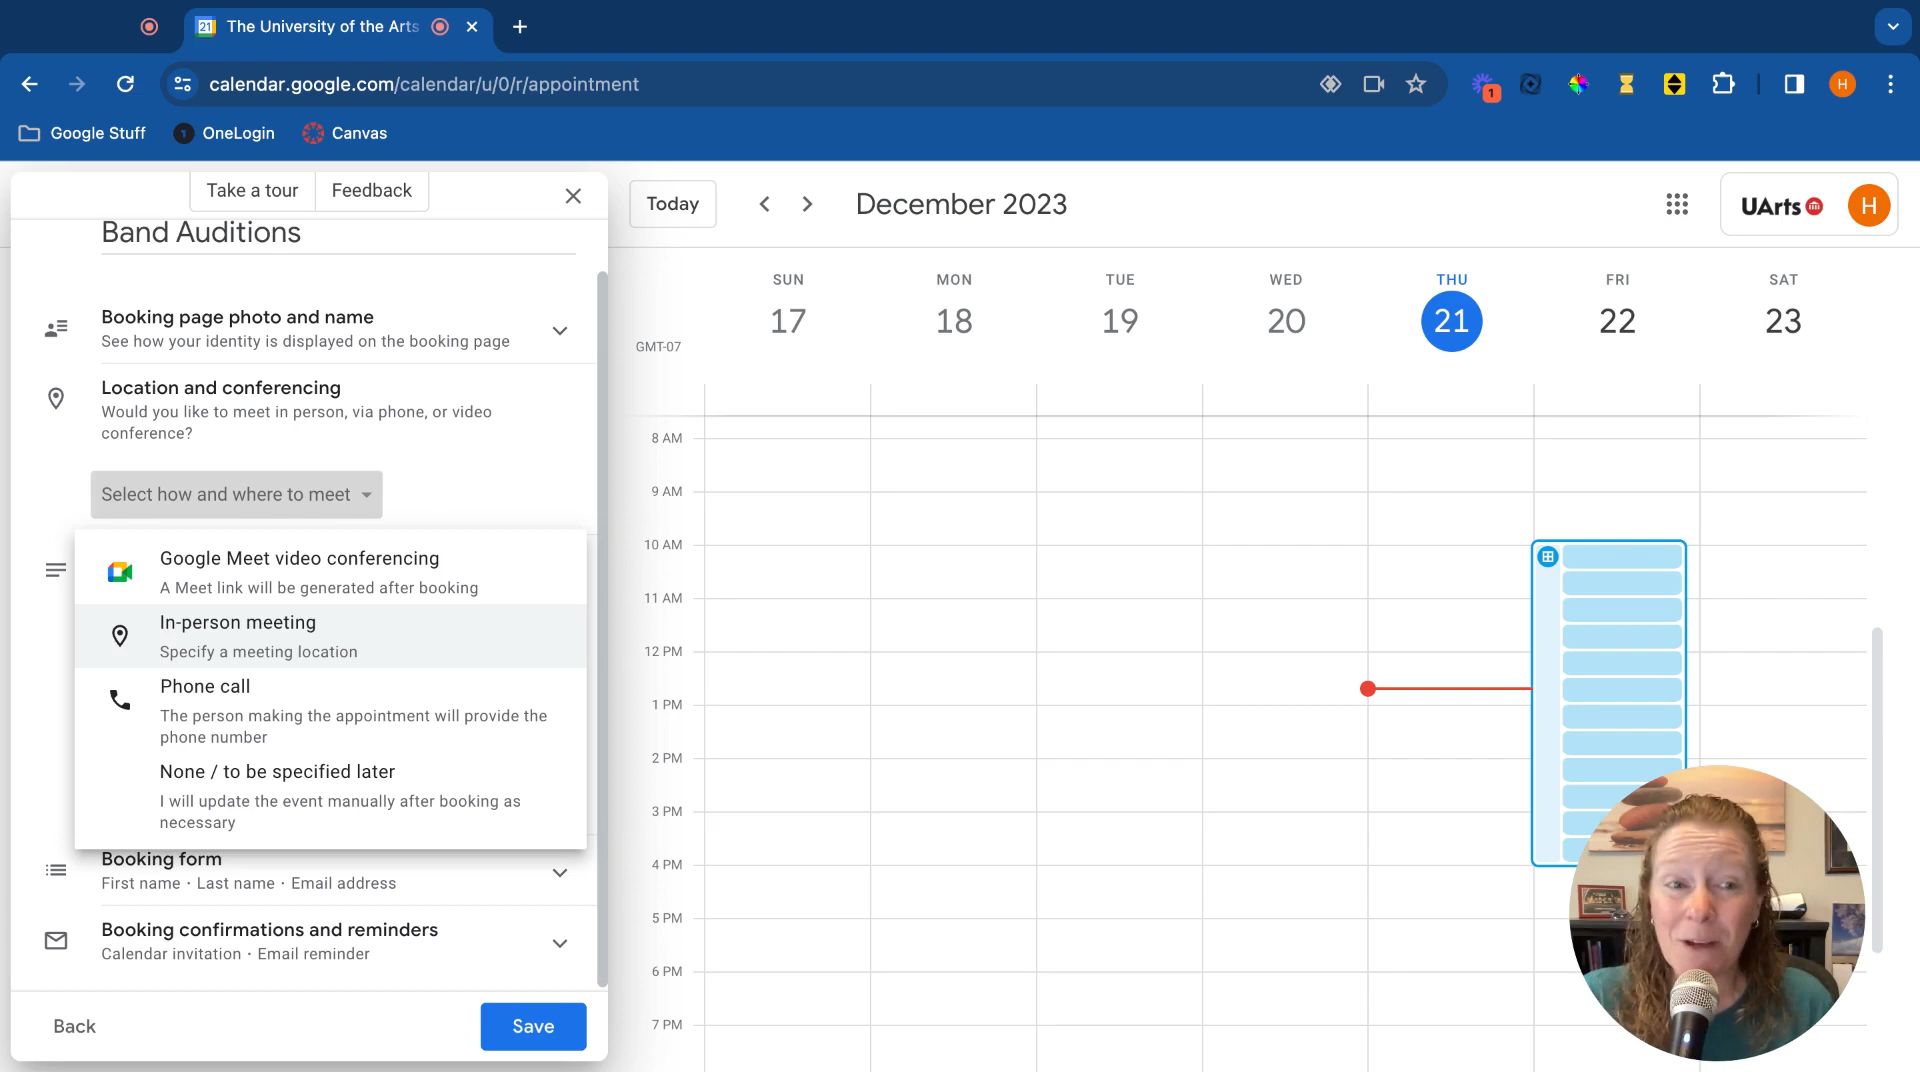 21 The University of the Arts
calendar.google.com/calendar/u/0/r/appointment
1
H
Google Stuff
1 OneLogin
Canvas
Take a tour
Feedback
Band Auditions
Booking page photo and name
See how your identity is displayed on the booking page
Location and conferencing
Would you like to meet in person, via phone, or video
conference?
Select how and where to meet
Google Meet video conferencing
A Meet link will be generated after booking
In-person meeting
Specify a meeting location
Phone call
The person making the appointment will provide the
phone number
None / to be specified later
I will update the event manually after booking as
necessary
Booking form
First name · Last name · Email address
Booking confirmations and reminders
Calendar invitation · Email reminder
Back
Save
Today
December 2023
UArts
H
SUN
MON
TUE
WED
THU
FRI
SAT
17
18
19
20
21
22
23
GMT-07
8 AM
9 AM
10 AM
11 AM
12 PM
1 PM
2 PM
3 PM
4 PM
5 PM
6 PM
7 PM